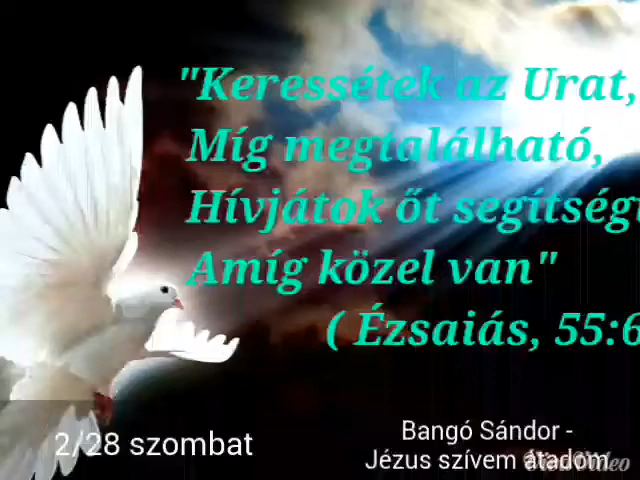 "Keressétek az Urat,
Míg megtalálható,
Hívjátok őt
Amíg közel van"
( Ézsaiás, 55:6
2/28 szombat
Bangó Sándor -
Jézus szívem átadom
VivaVideo